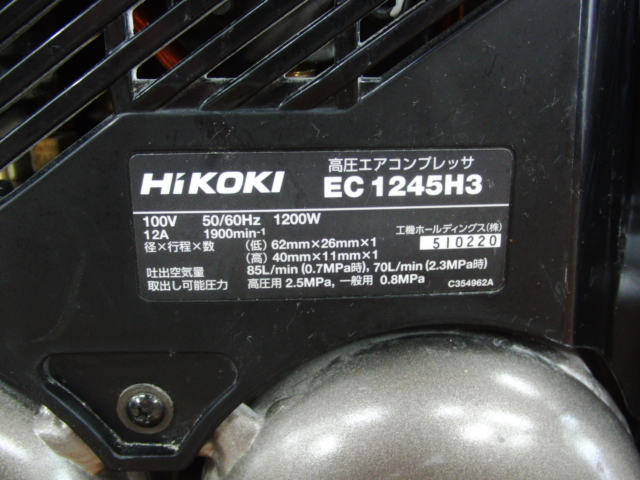 高圧エアコンプレッサ
HiKOKI EC 1245H3
100V 50/60Hz 1200W
12A 1900min-1
工機ホールディングス(株)
径×行程×数 (低) 62mm×26mm×1
510220
(高) 40mm×11mm×1
吐出空気量 85L/min (0.7MPa時), 70L/min (2.3MPa時)
取出し可能圧力 高圧用 2.5MPa, 一般用 0.8MPa
C354962A